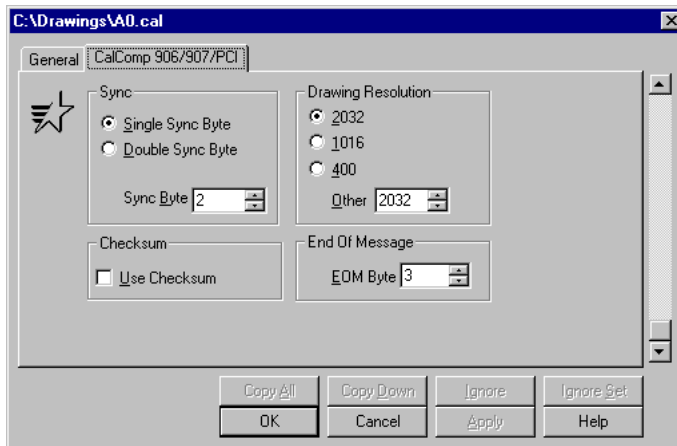 C:\Drawings\A0.cal
General
CalComp 906/907/PCI
Sync
Single Sync Byte
Double Sync Byte
Sync Byte 2
Drawing Resolution
2032
1016
400
Other 2032
Checksum
Use Checksum
End Of Message
EOM Byte 3
Copy All
Copy Down
Ignore
Ignore Set
OK
Cancel
Apply
Help